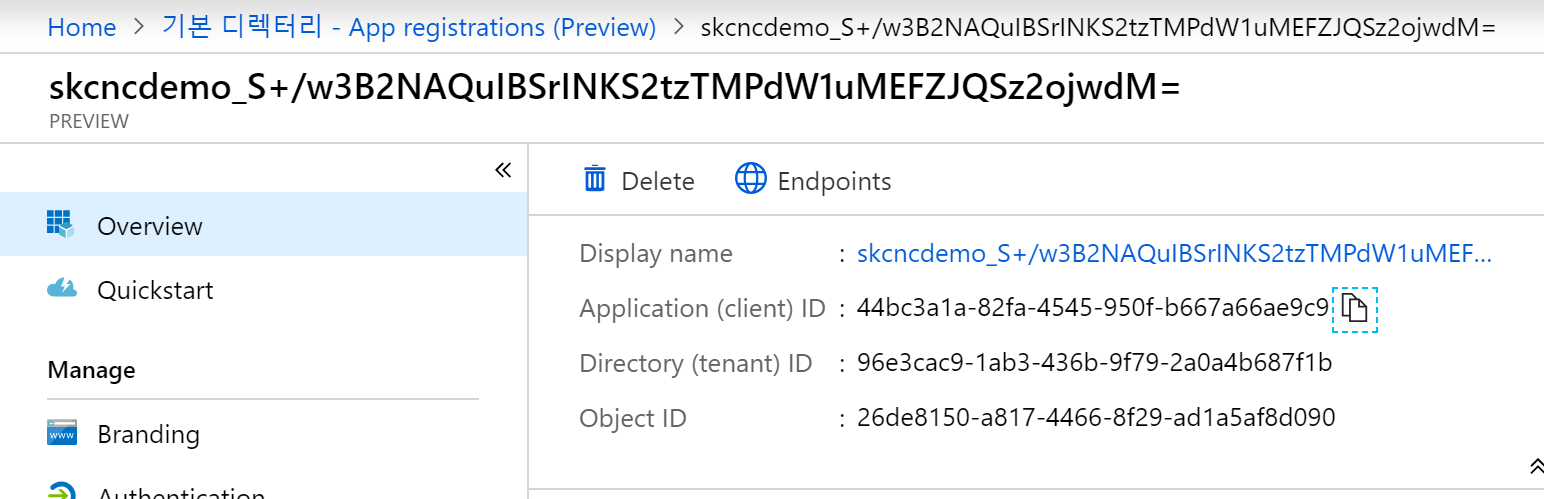 Home > 기본 디렉터리 - App registrations (Preview) > skcncdemo_S+/w3B2NAQuIBSrINKS2tzTMPdW1uMEFZJQSz2ojwdM=
skcncdemo_S+/w3B2NAQuIBSrINKS2tzTMPdW1uMEFZJQSz2ojwdM=
PREVIEW
«
Overview
Quickstart
Manage
Branding
Authentication
Delete
Endpoints
Display name : skcncdemo_S+/w3B2NAQuIBSrINKS2tzTMPdW1uMEF...
Application (client) ID : 44bc3a1a-82fa-4545-950f-b667a66ae9c9
Directory (tenant) ID : 96e3cac9-1ab3-436b-9f79-2a0a4b687f1b
Object ID : 26de8150-a817-4466-8f29-ad1a5af8d090